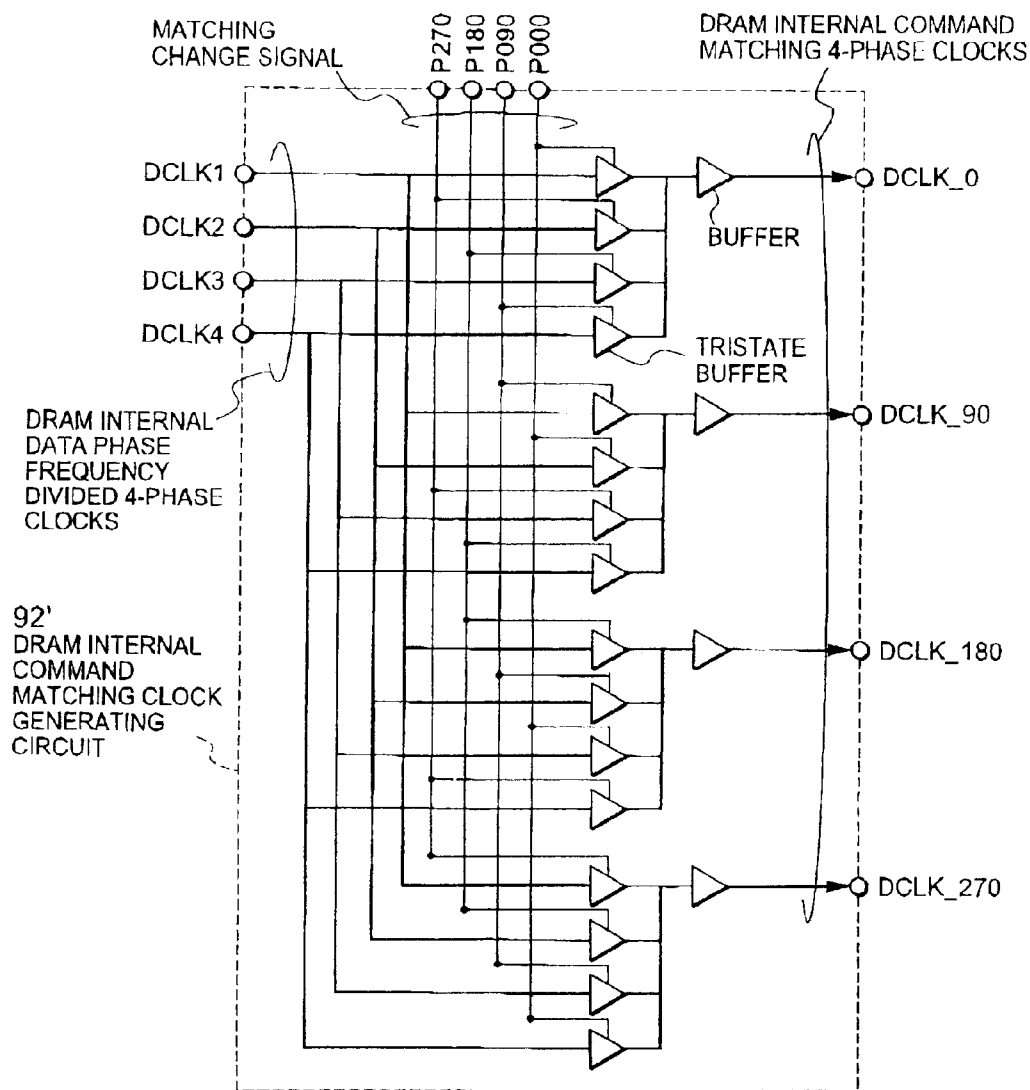 MATCHING
CHANGE SIGNAL
P270
P180
P090
P000
DRAM INTERNAL COMMAND
MATCHING 4-PHASE CLOCKS
DCLK1
DCLK2
DCLK3
DCLK4
DCLK_0
BUFFER
TRISTATE
BUFFER
DCLK_90
DRAM INTERNAL
DATA PHASE
FREQUENCY
DIVIDED 4-PHASE
CLOCKS
92'
DRAM INTERNAL
COMMAND
MATCHING CLOCK
GENERATING
CIRCUIT
DCLK_180
DCLK_270